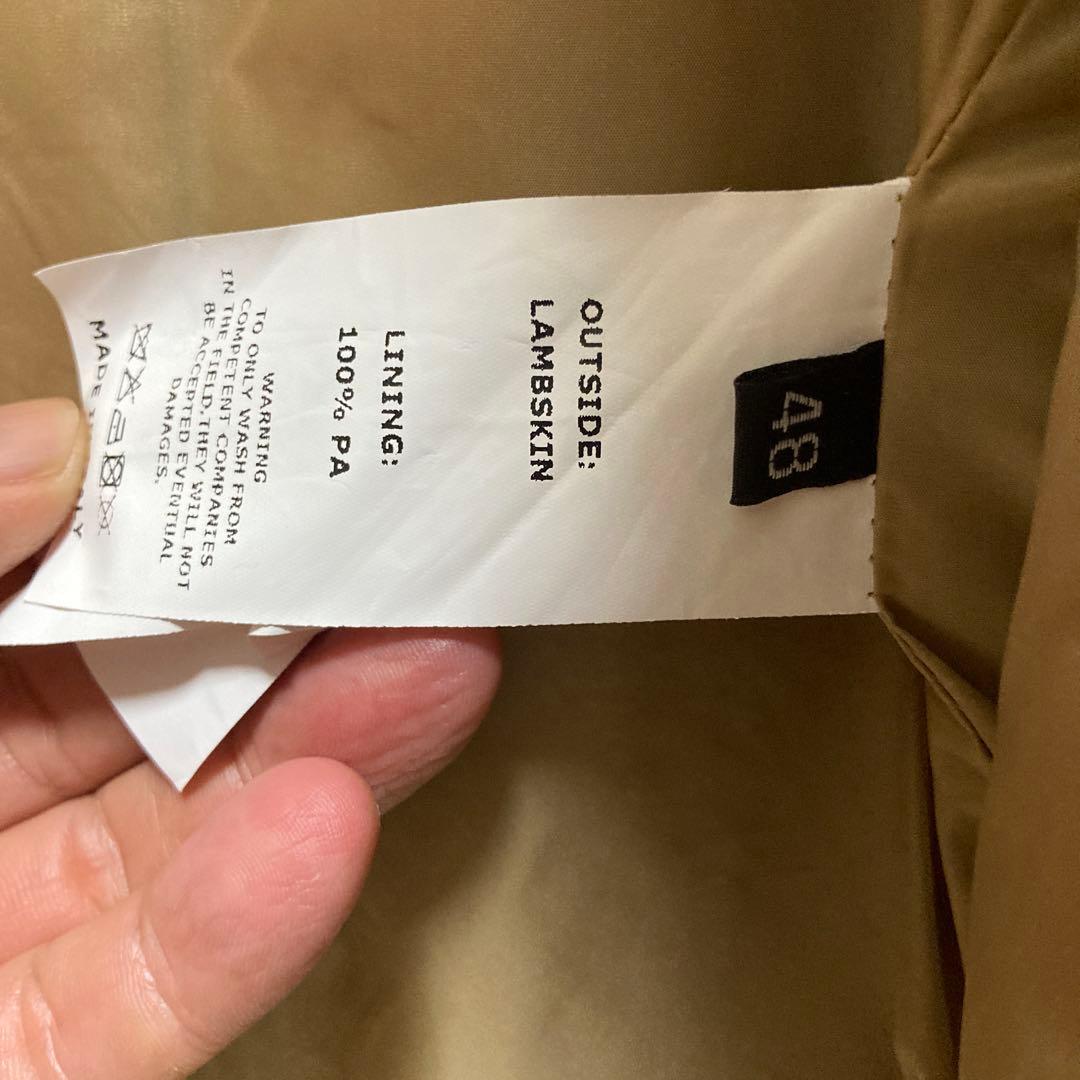 48
OUTSIDE:
LAMBSKIN
LINING:
100% PA
WARNING
TO ONLY WASH FROM
COMPETENT COMPANIES
IN THE FIELD.THEY WILL NOT
BE ACCEPTED EVENTUAL
DAMAGES.
MADE